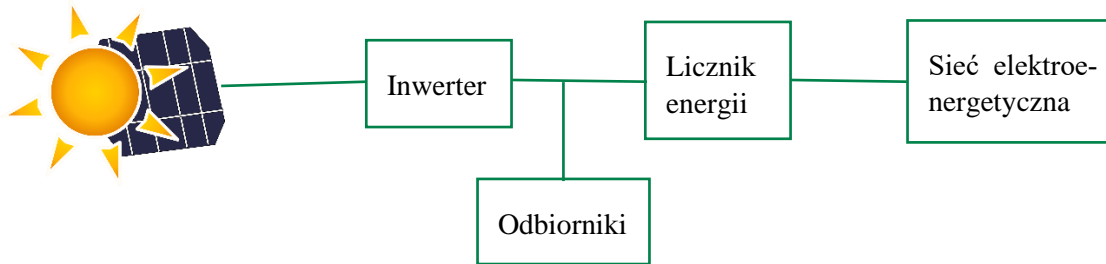 Inwerter
Licznik
energii
Sieć elektroe-
nergetyczna
Odbiorniki